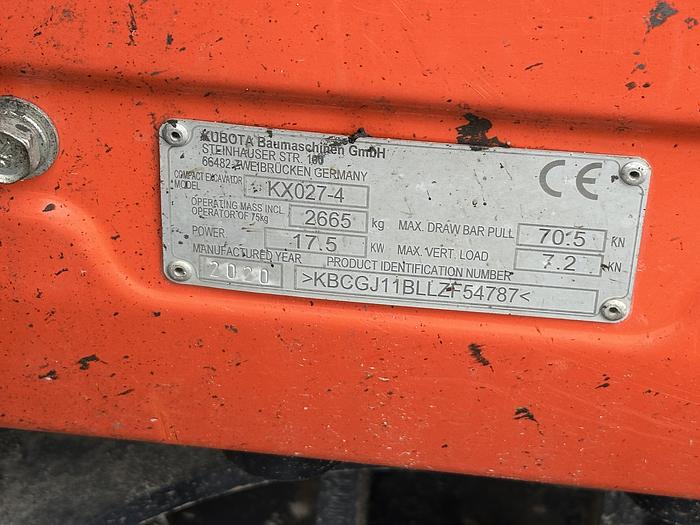 KUBOTA Baumaschinen GmbH
STEINHAUSER STR. 100
66482 ZWEIBRÜCKEN GERMANY
COMPACT EXCAVATOR MODEL KX027-4
OPERATING MASS INCL. OPERATOR OF 75kg 2665 kg MAX. DRAW BAR PULL 70.5 KN
POWER 17.5 KW MAX. VERT. LOAD 7.2 KN
MANUFACTURED YEAR PRODUCT IDENTIFICATION NUMBER
2020 >KBCGJ11BLLZF54787<
CE